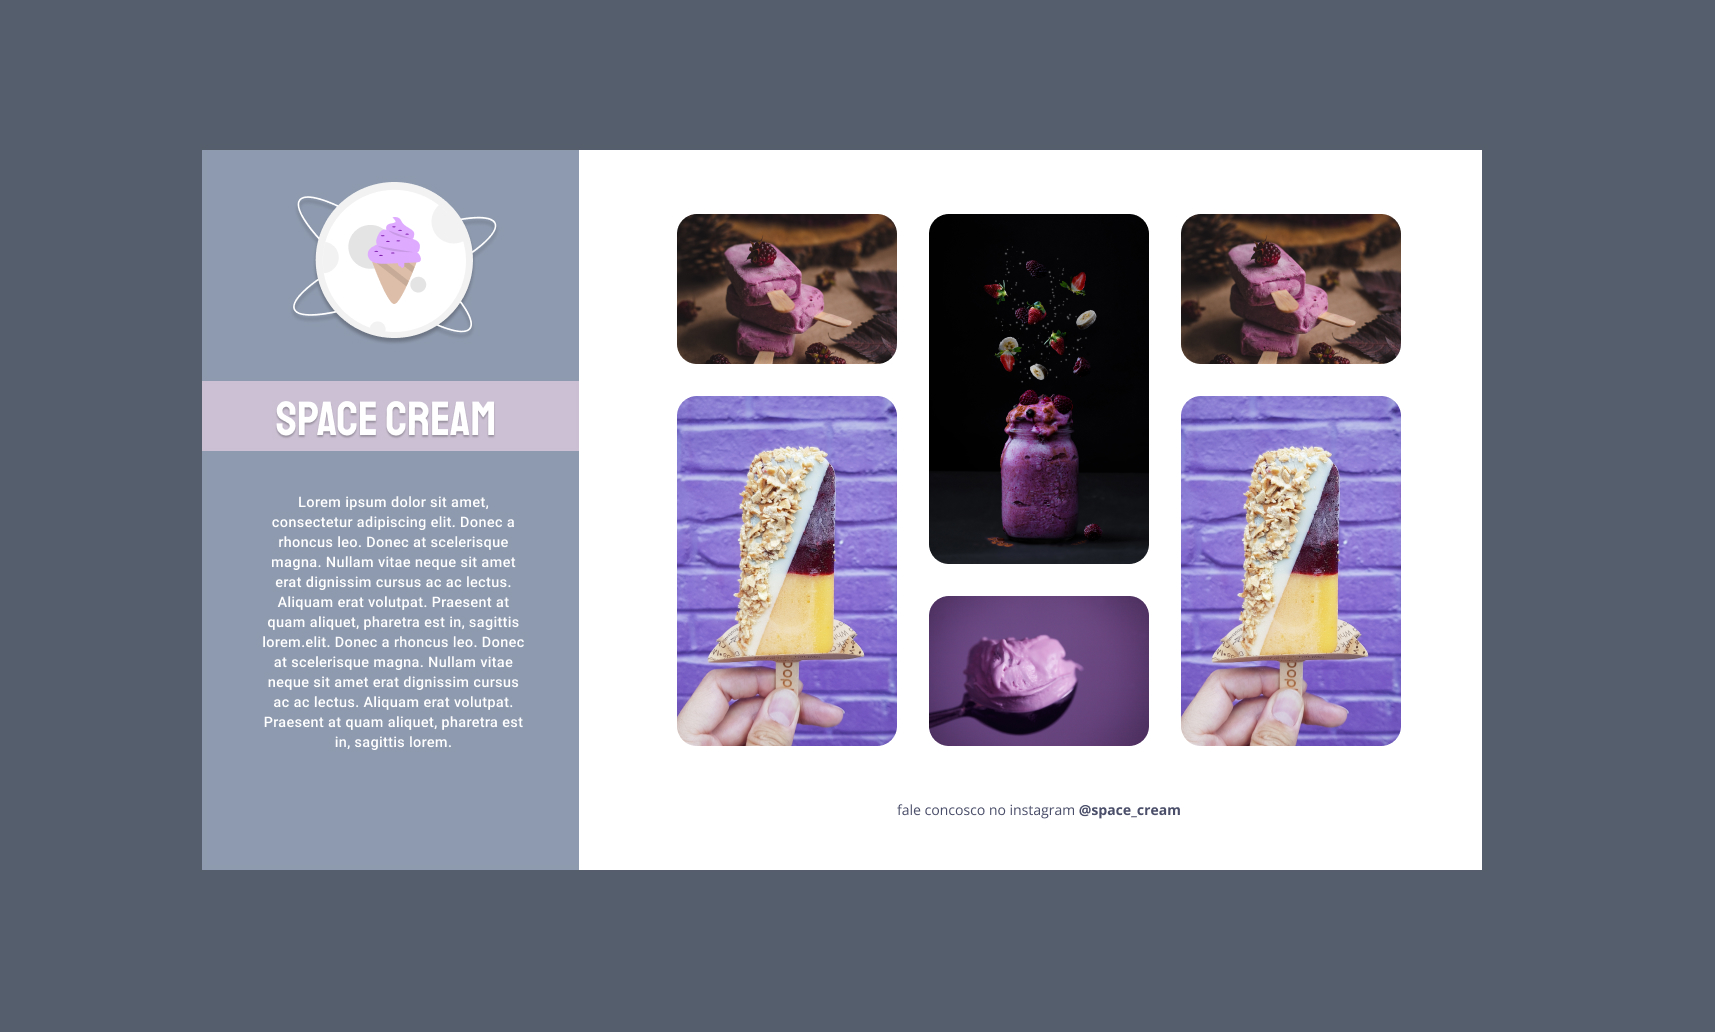 SPACE CREAM
Lorem ipsum dolor sit amet,
consectetur adipiscing elit. Donec a
rhoncus leo. Donec at scelerisque
magna. Nullam vitae neque sit amet
erat dignissim cursus ac ac lectus.
Aliquam erat volutpat. Praesent at
quam aliquet, pharetra est in, sagittis
lorem.elit. Donec a rhoncus leo. Donec
at scelerisque magna. Nullam vitae
neque sit amet erat dignissim cursus
ac ac lectus. Aliquam erat volutpat.
Praesent at quam aliquet, pharetra est
in, sagittis lorem.
fale concosco no instagram @space_cream